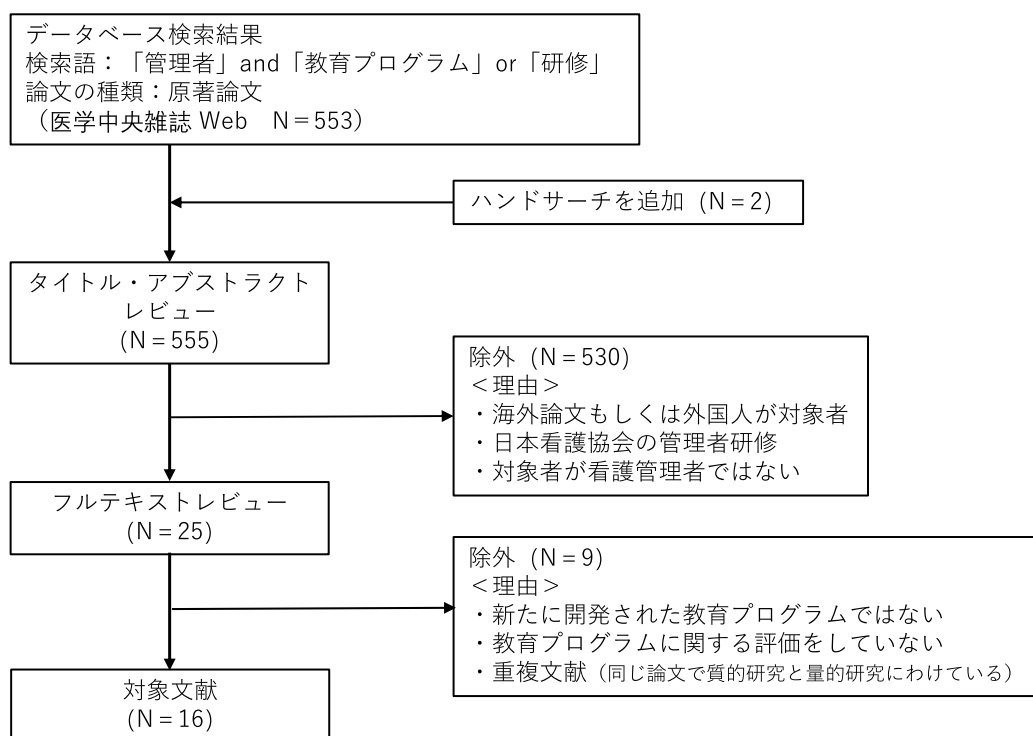 データベース検索結果
検索語：「管理者」and「教育プログラム」or「研修」
論文の種類：原著論文
（医学中央雑誌 Web　N＝553）
ハンドサーチを追加 (N＝2)
タイトル・アブストラクト
レビュー
(N＝555)
除外 (N＝530)
＜理由＞
・海外論文もしくは外国人が対象者
・日本看護協会の管理者研修
・対象者が看護管理者ではない
フルテキストレビュー
(N＝25)
除外 (N＝9)
＜理由＞
・新たに開発された教育プログラムではない
・教育プログラムに関する評価をしていない
・重複文献（同じ論文で質的研究と量的研究にわけている）
対象文献
(N＝16)